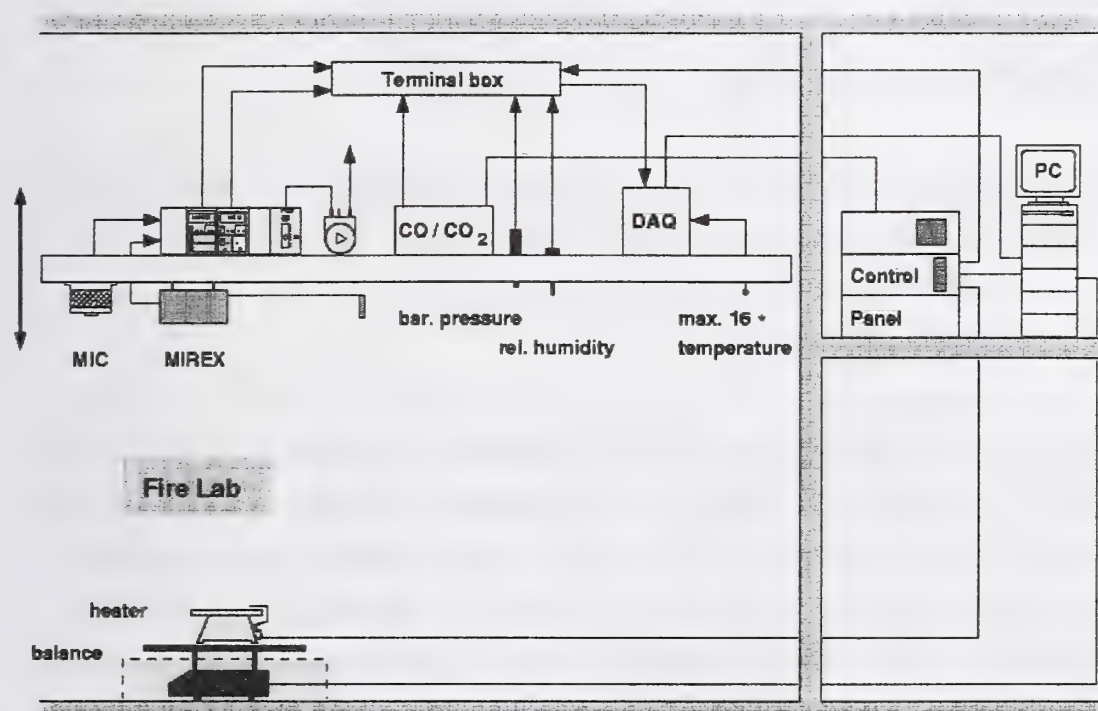 Terminal box
PC
CO / CO2
DAQ
Control
Panel
bar. pressure
max. 16 *
rel. humidity
temperature
MIC
MIREX
Fire Lab
heater
balance